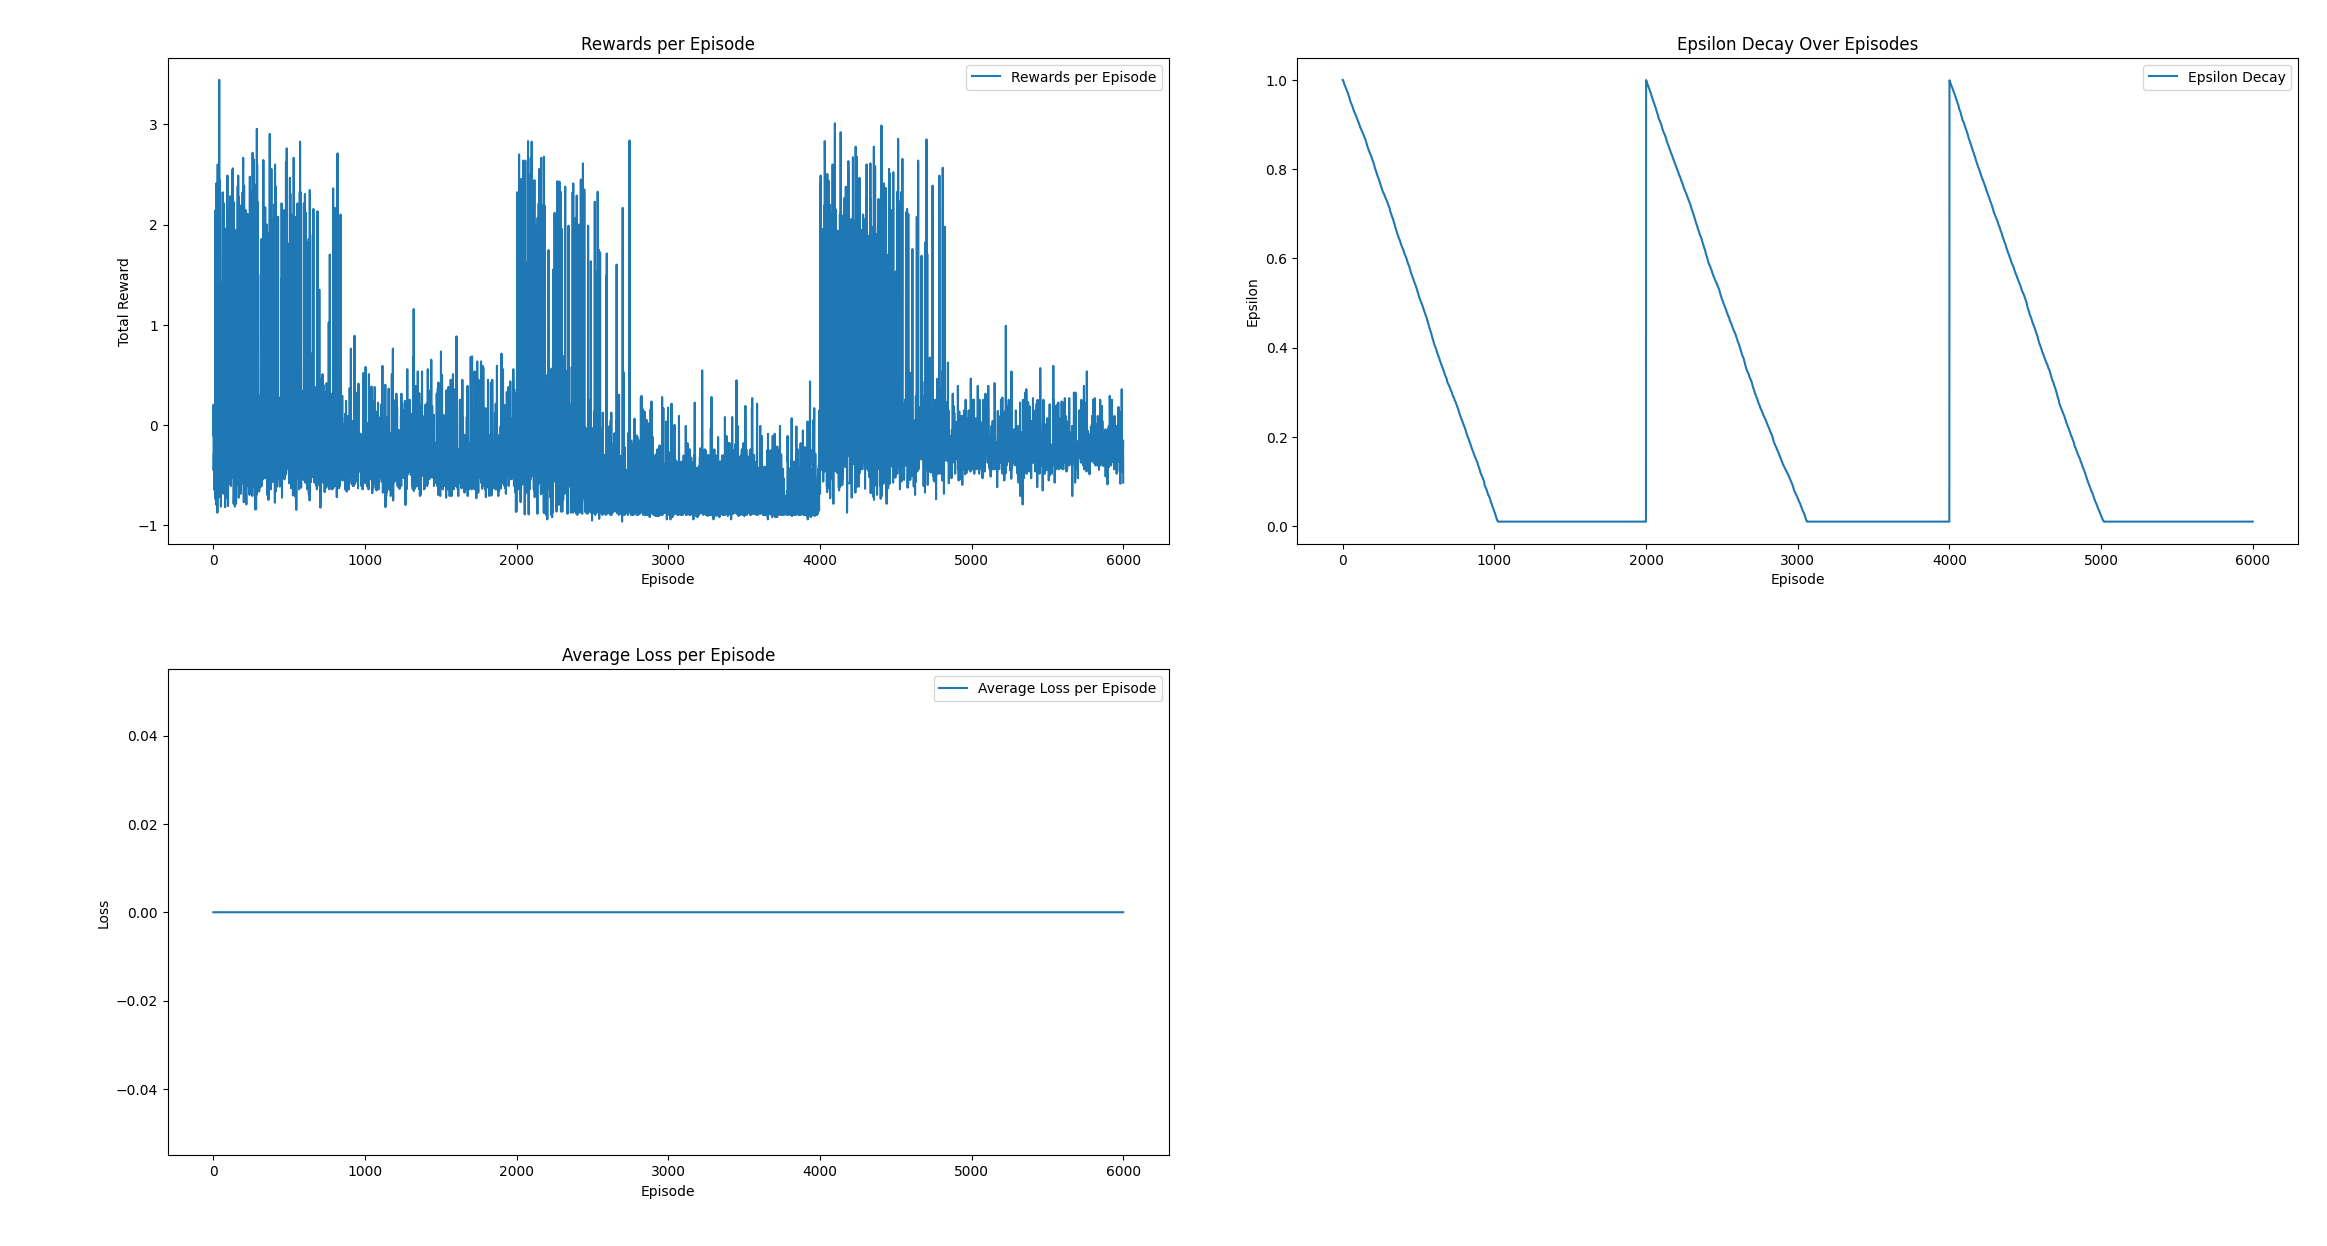 Rewards per Episode
Rewards per Episode
3
2
1
0
−1
Total Reward
0 1000 2000 3000 4000 5000 6000
Episode
Epsilon Decay Over Episodes
Epsilon Decay
1.0
0.8
0.6
0.4
0.2
0.0
Epsilon
0 1000 2000 3000 4000 5000 6000
Episode
Average Loss per Episode
Average Loss per Episode
0.04
0.02
0.00
−0.02
−0.04
Loss
0 1000 2000 3000 4000 5000 6000
Episode